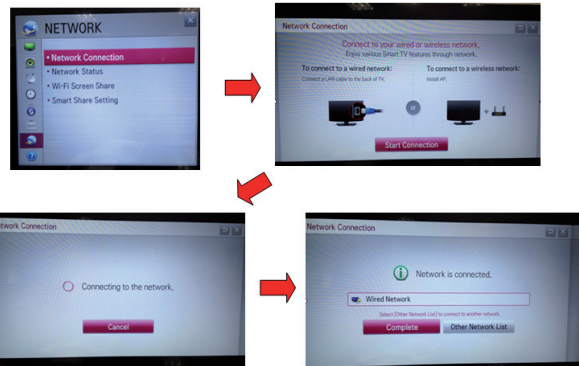 NETWORK
• Network Connection
• Network Status
• Wi-Fi Screen Share
• Smart Share Setting
Network Connection
Connect to your wired or wireless network.
Enjoy various Smart TV features through network.
To connect to a wired network:
Connect a LAN cable to the back of TV.
To connect to a wireless network:
Install AP.
or
Start Connection
etwork Connection
Connecting to the network.
Cancel
Network Connection
Network is connected.
Wired Network
Select [Other Network List] to connect to another network.
Complete
Other Network List